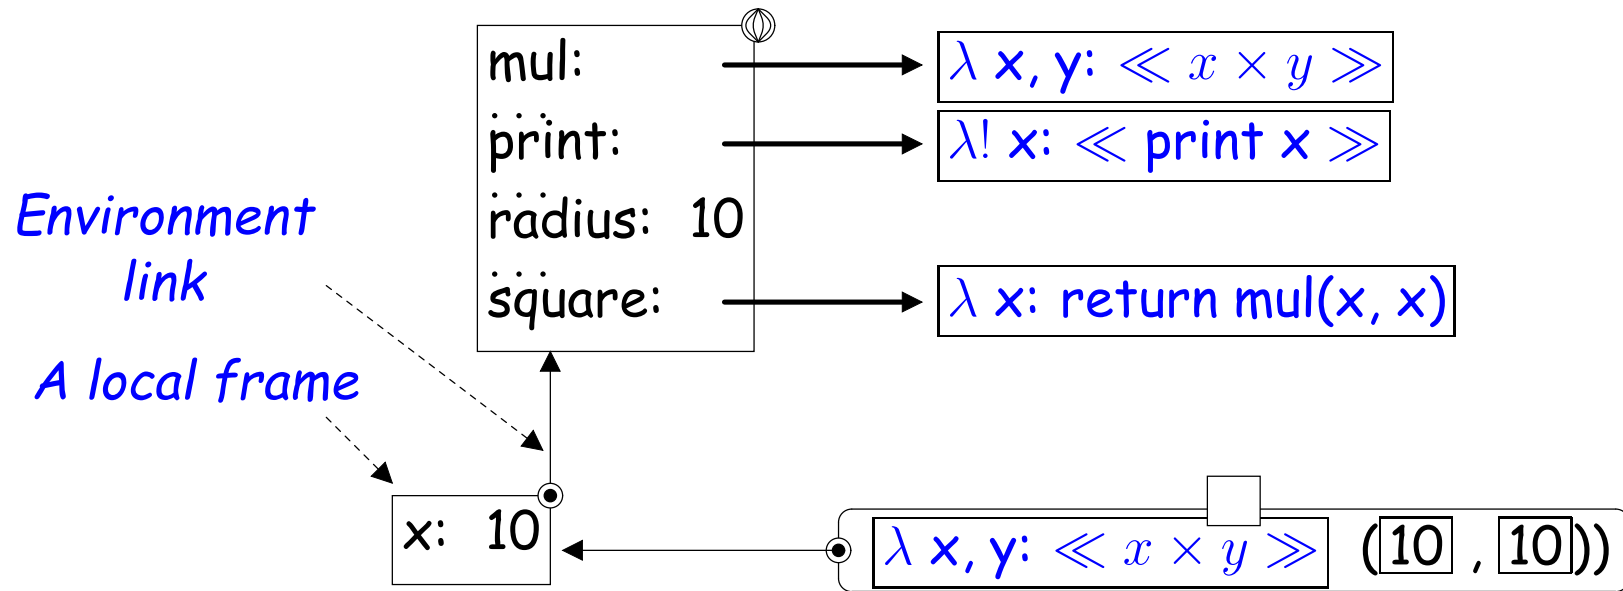 mul:
λ x, y: ≪ x × y ≫
. . .
print:
λ! x: ≪ print x ≫
. . .
radius: 10
. . .
square:
λ x: return mul(x, x)
Environment
link
A local frame
x: 10
λ x, y: ≪ x × y ≫ (10 , 10))